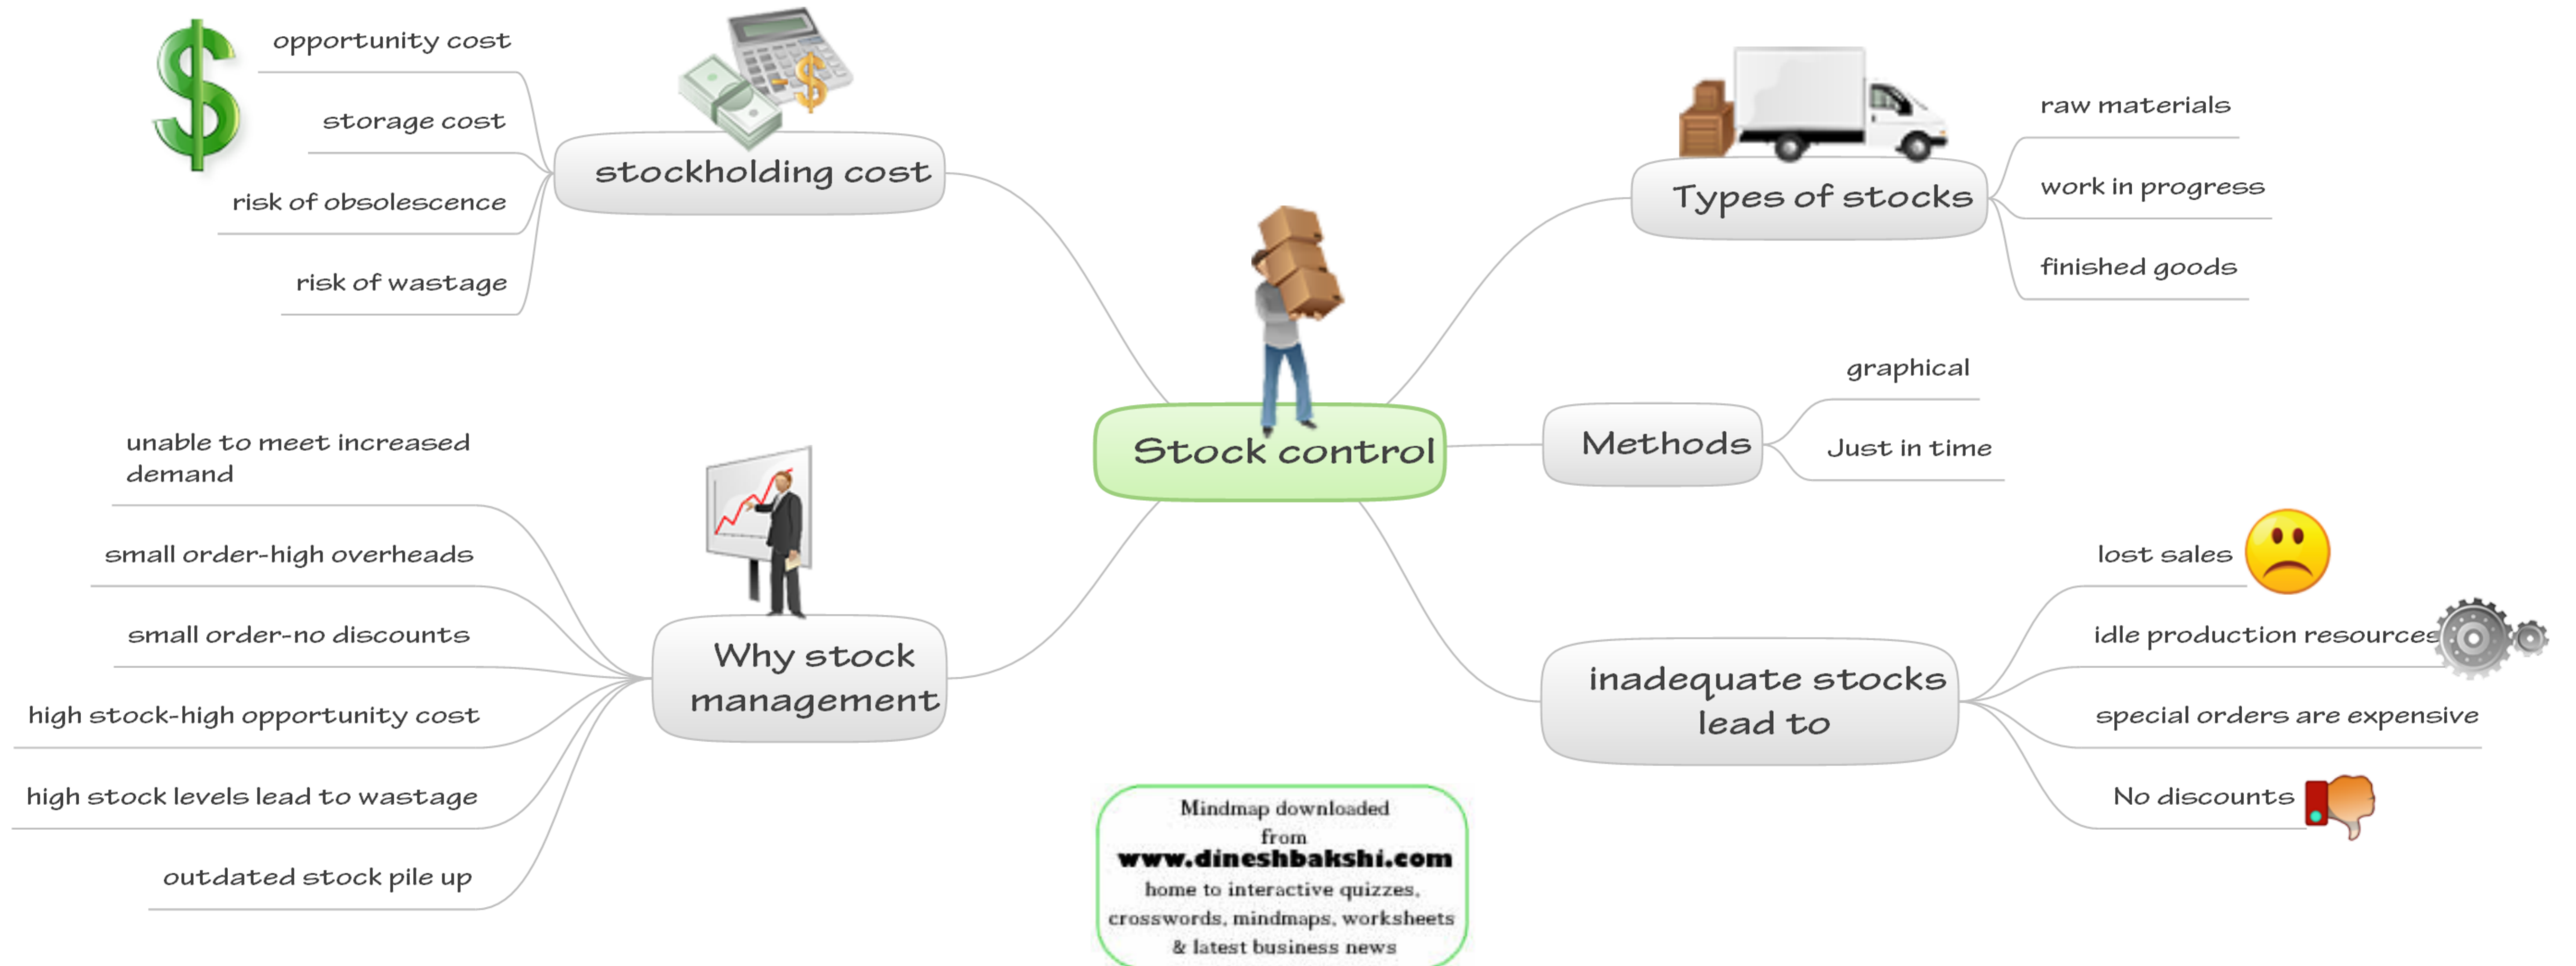 opportunity cost
storage cost
risk of obsolescence
risk of wastage
stockholding cost
Types of stocks
raw materials
work in progress
finished goods
Stock control
Methods
graphical
Just in time
unable to meet increased
demand
small order-high overheads
small order-no discounts
high stock-high opportunity cost
high stock levels lead to wastage
outdated stock pile up
Why stock
management
inadequate stocks
lead to
lost sales
idle production resources
special orders are expensive
No discounts
Mindmap downloaded
from
www.dineshbakshi.com
home to interactive quizzes,
crosswords, mindmaps, worksheets
& latest business news